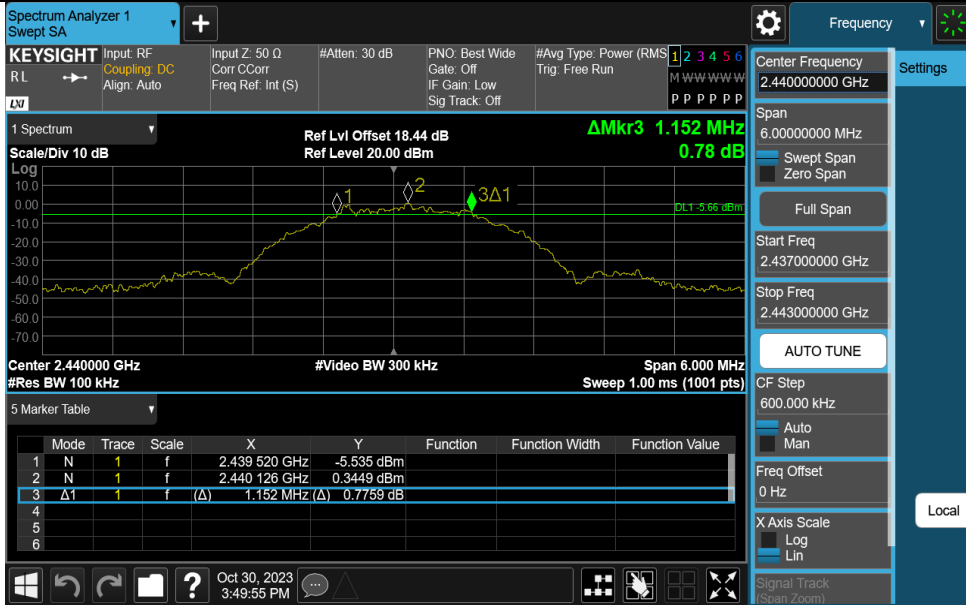 Spectrum Analyzer 1
Swept SA
+
Frequency
KEYSIGHT
RL
LXI
Input: RF
Coupling: DC
Align: Auto
Input Z: 50 Ω
Corr CCorr
Freq Ref: Int (S)
#Atten: 30 dB
PNO: Best Wide
Gate: Off
IF Gain: Low
Sig Track: Off
#Avg Type: Power (RMS
Trig: Free Run
1 2 3 4 5 6
M W W W W W
P P P P P P
1 Spectrum
Scale/Div 10 dB
Ref Lvl Offset 18.44 dB
Ref Level 20.00 dBm
ΔMkr3 1.152 MHz
0.78 dB
Log
10.0
0.00
-10.0
-20.0
-30.0
-40.0
-50.0
-60.0
-70.0
1
2
3Δ1
DL1 -5.66 dBm
Center 2.440000 GHz
#Video BW 300 kHz
Span 6.000 MHz
#Res BW 100 kHz
Sweep 1.00 ms (1001 pts)
5 Marker Table
Mode Trace Scale X Y Function Function Width Function Value
1 N 1 f 2.439 520 GHz -5.535 dBm
2 N 1 f 2.440 126 GHz 0.3449 dBm
3 Δ1 1 f (Δ) 1.152 MHz (Δ) 0.7759 dB
4
5
6
?
Oct 30, 2023
3:49:55 PM
Center Frequency
2.440000000 GHz
Span
6.00000000 MHz
Swept Span
Zero Span
Full Span
Start Freq
2.437000000 GHz
Stop Freq
2.443000000 GHz
AUTO TUNE
CF Step
600.000 kHz
Auto
Man
Freq Offset
0 Hz
X Axis Scale
Log
Lin
Signal Track
(Span Zoom)
Settings
Local